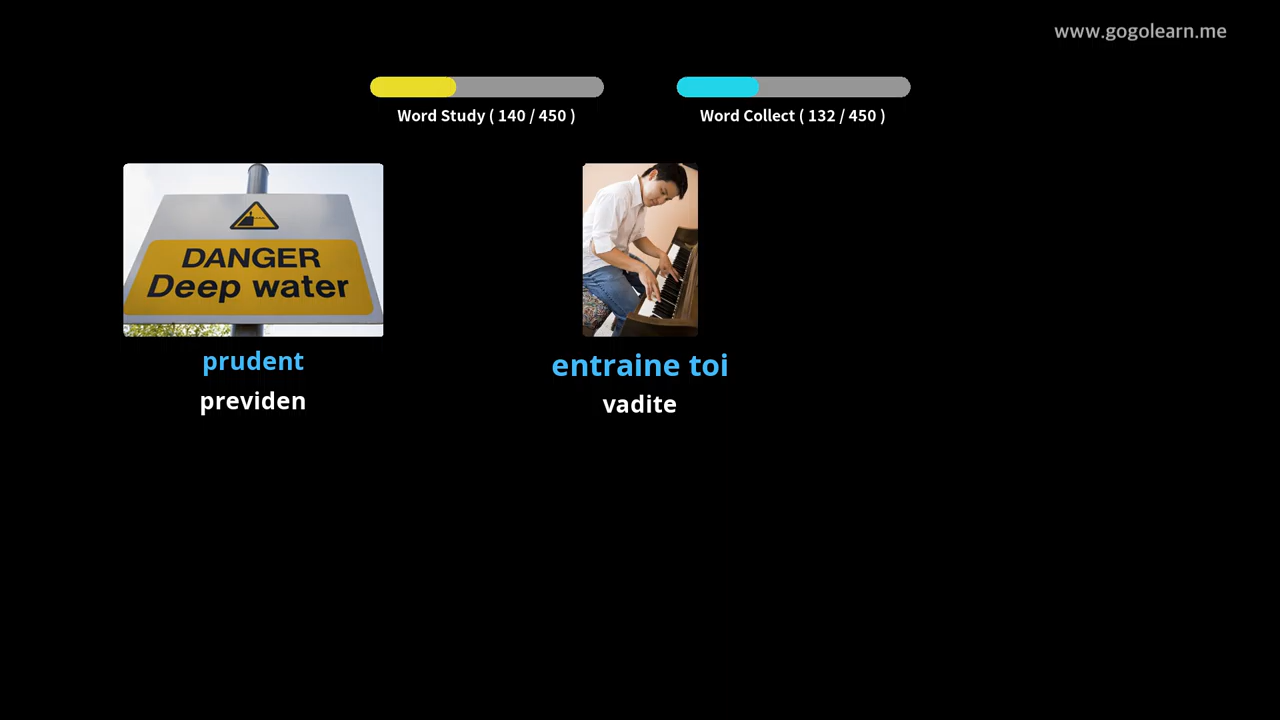 www.gogolearn.me
Word Study ( 140 / 450 )
Word Collect ( 132 / 450 )
DANGER
Deep water
prudent
previden
entraine toi
vadite